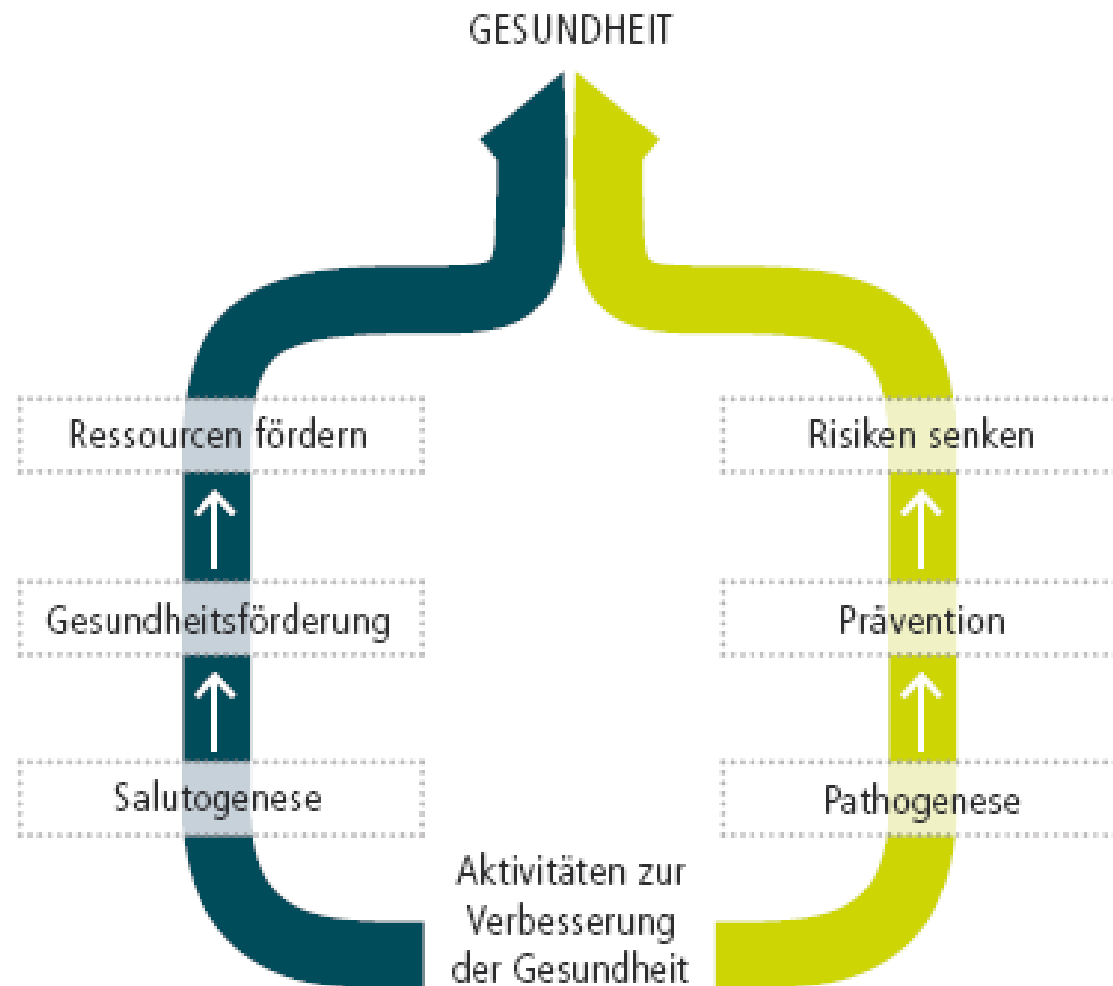 GESUNDHEIT
Ressourcen fördern
Risiken senken
Gesundheitsförderung
Prävention
Salutogenese
Pathogenese
Aktivitäten zur
Verbesserung
der Gesundheit